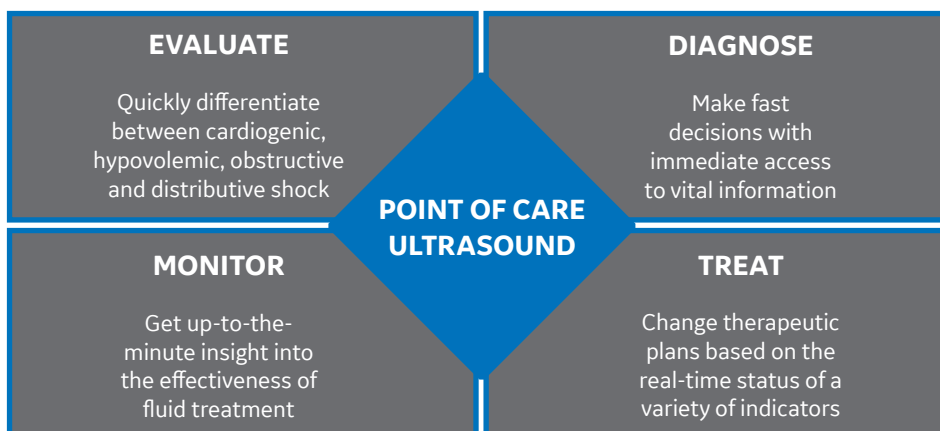 EVALUATE
Quickly differentiate
between cardiogenic,
hypovolemic, obstructive
and distributive shock
DIAGNOSE
Make fast
decisions with
immediate access
to vital information
POINT OF CARE
ULTRASOUND
MONITOR
Get up-to-the-
minute insight into
the effectiveness of
fluid treatment
TREAT
Change therapeutic
plans based on the
real-time status of a
variety of indicators